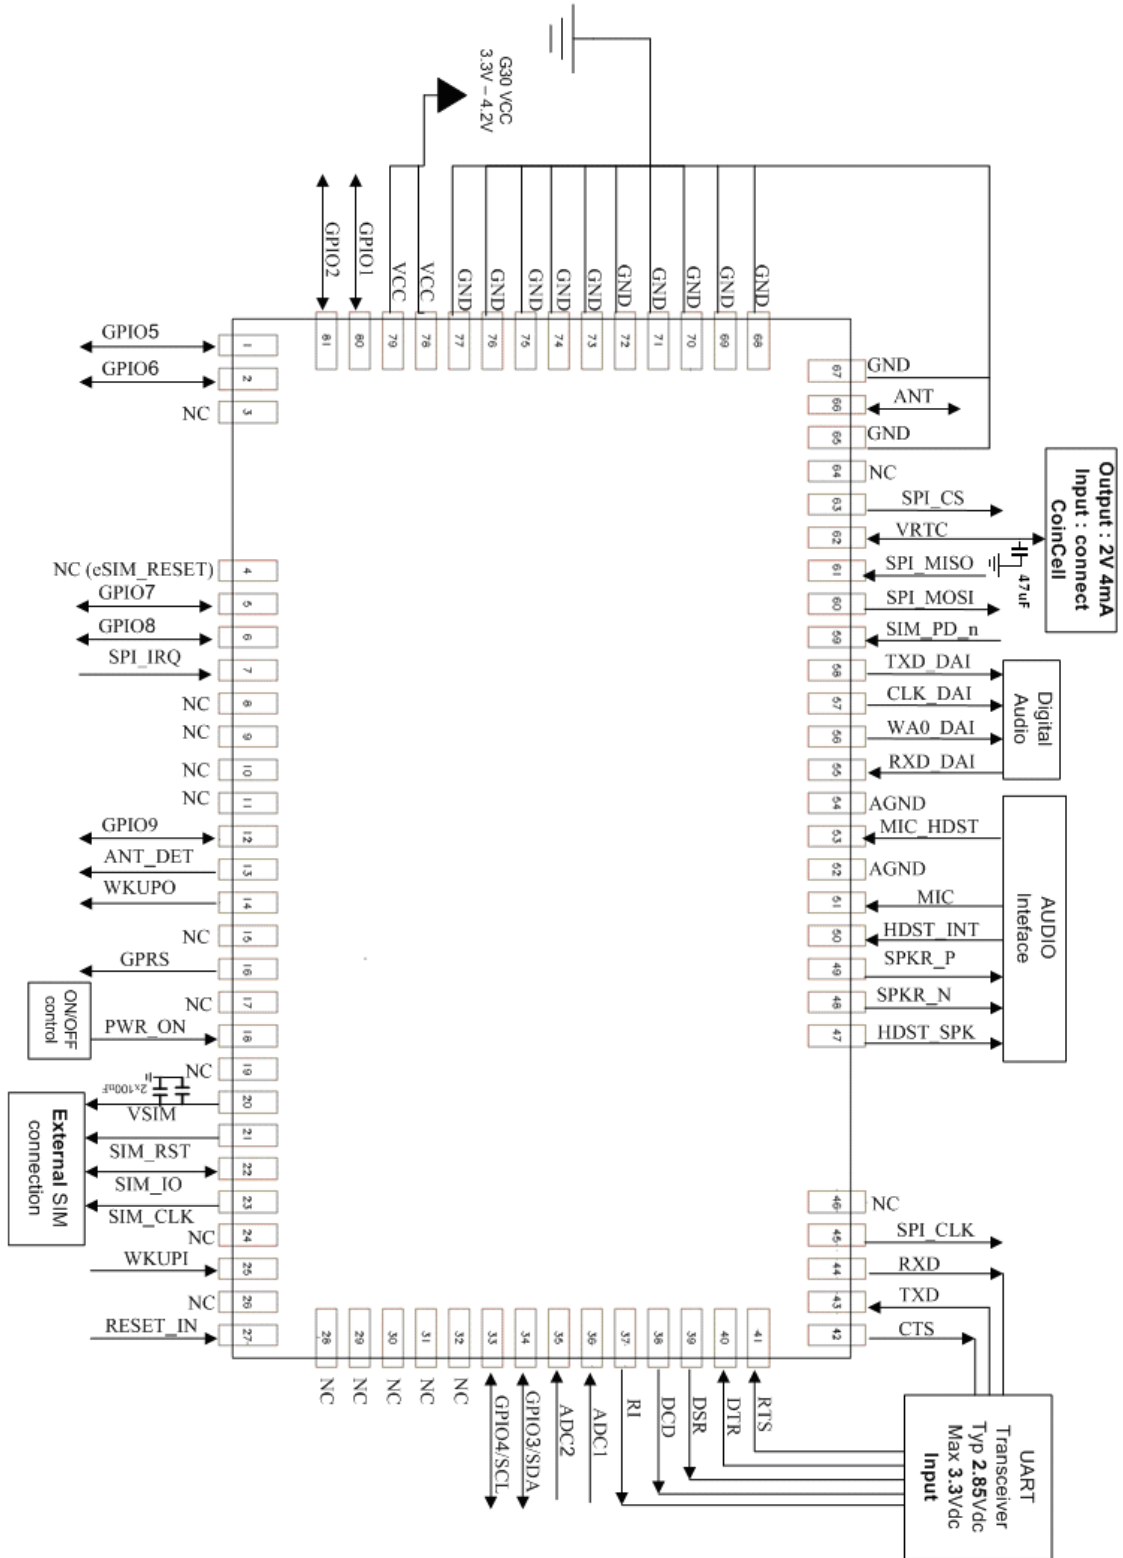 G30 VCC
3.3V – 4.2V
GPIO2
GPIO1
VCC
VCC
GND
GND
GND
GND
GND
GND
GND
GND
GND
GND
81
80
79
78
77
76
75
74
73
72
71
70
69
68
GPIO5
1
GPIO6
2
NC
3
NC (eSIM_RESET)
4
GPIO7
5
GPIO8
6
SPI_IRQ
7
NC
8
NC
9
NC
10
NC
11
GPIO9
12
ANT_DET
13
WKUPO
14
NC
15
GPRS
16
NC
17
ON/OFF
control
PWR_ON
18
NC
19
2x100nF
VSIM
20
21
SIM_RST
22
SIM_IO
23
SIM_CLK
External SIM
connection
NC
24
WKUPI
25
NC
26
RESET_IN
27
67
GND
66
ANT
65
GND
64
NC
63
SPI_CS
62
VRTC
Output : 2V 4mA
Input : connect
CoinCell
47uF
61
SPI_MISO
60
SPI_MOSI
59
SIM_PD_n
58
TXD_DAI
57
CLK_DAI
56
WA0_DAI
55
RXD_DAI
Digital
Audio
54
AGND
53
MIC_HDST
52
AGND
51
MIC
50
HDST_INT
49
SPKR_P
48
SPKR_N
47
HDST_SPK
AUDIO
Inteface
46
NC
45
SPI_CLK
44
RXD
43
TXD
42
CTS
28
29
30
31
32
33
34
35
36
37
38
39
40
41
NC
NC
NC
NC
NC
GPIO4/SCL
GPIO3/SDA
ADC2
ADC1
RI
DCD
DSR
DTR
RTS
UART
Transceiver
Typ 2.85Vdc
Max 3.3Vdc
Input